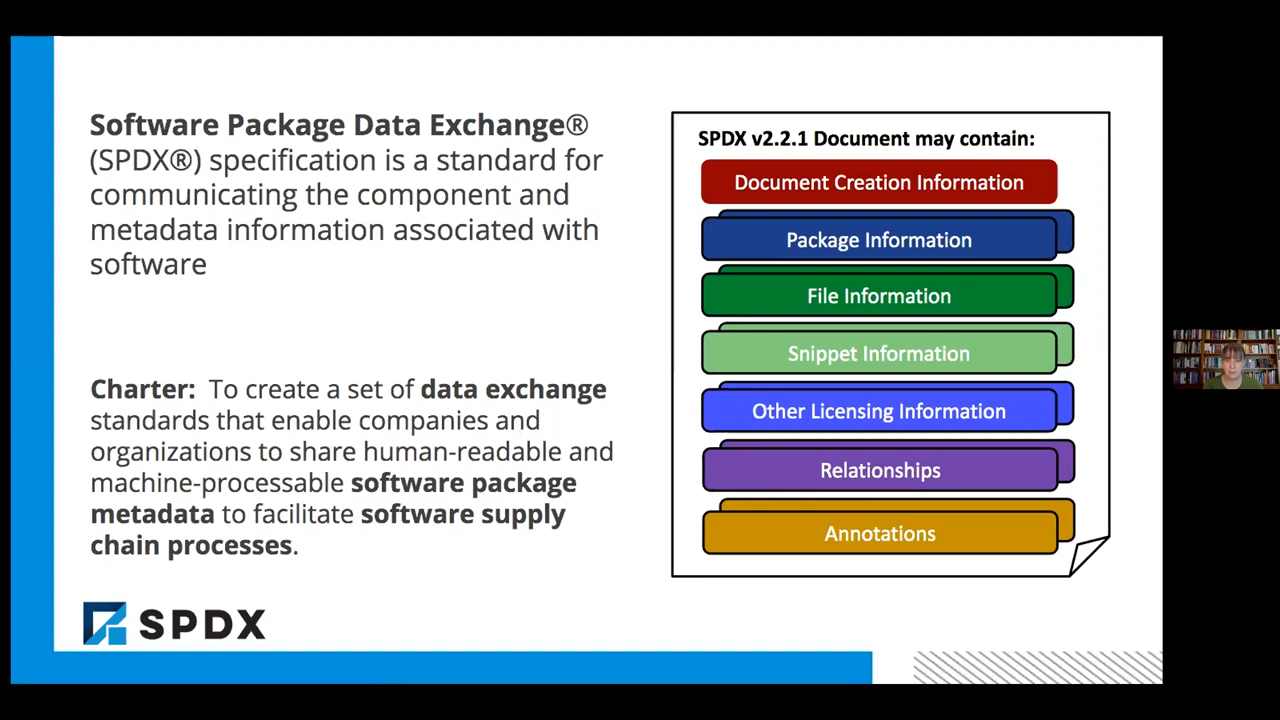 Software Package Data Exchange®
(SPDX®) specification is a standard for
communicating the component and
metadata information associated with
software
Charter: To create a set of data exchange
standards that enable companies and
organizations to share human-readable and
machine-processable software package
metadata to facilitate software supply
chain processes.
SPDX
SPDX v2.2.1 Document may contain:
Document Creation Information
Package Information
File Information
Snippet Information
Other Licensing Information
Relationships
Annotations